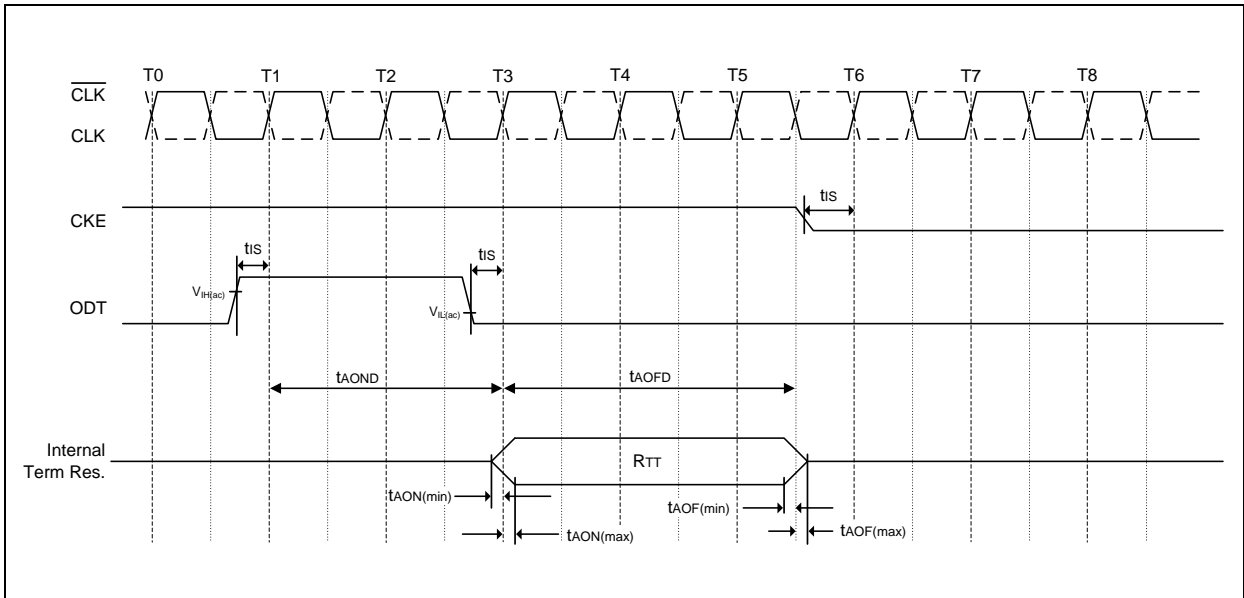 T0 T1 T2 T3 T4 T5 T6 T7 T8
CLK
CLK
tIS
CKE
tIS
tIS
VIH(ac)
ODT
VIL(ac)
tAOND
tAOFD
Internal
Term Res.
RTT
tAON(min)
tAOF(min)
tAON(max)
tAOF(max)